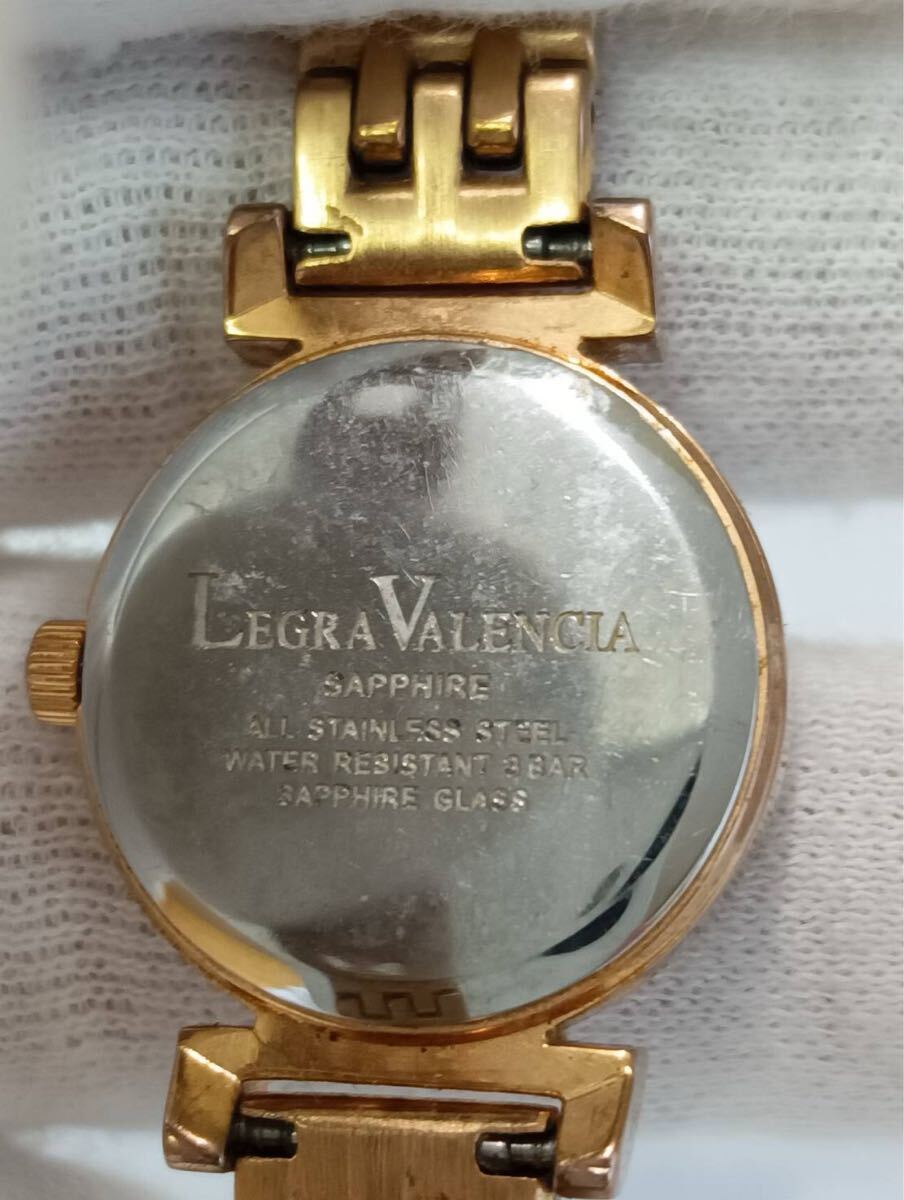 LEGRA VALENCIA
SAPPHIRE
ALL STAINLESS STEEL
WATER RESISTANT 3 BAR
SAPPHIRE GLASS